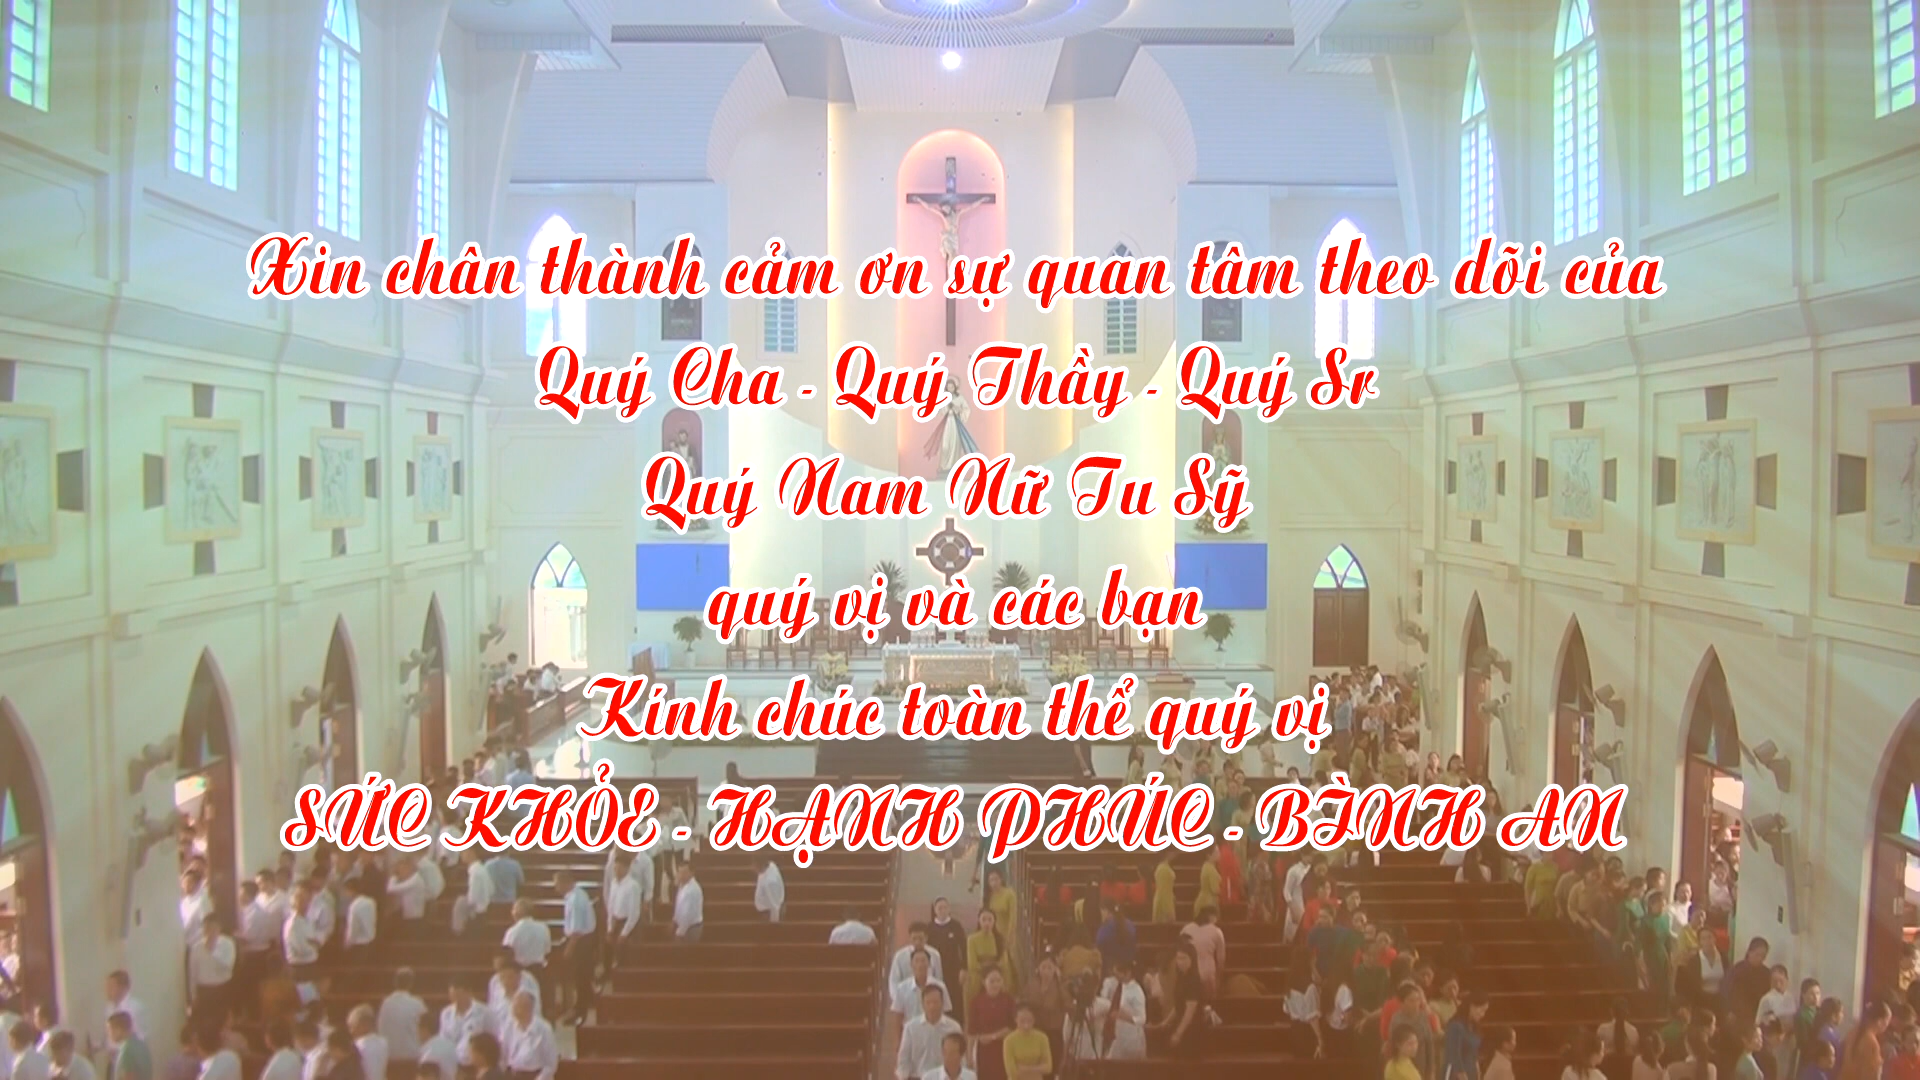 Xin chân thành cảm ơn sự quan tâm theo dõi của
Quý Cha - Quý Thầy - Quý Sr
Quý Nam Nữ Tu Sỹ
quý vị và các bạn
Kính chúc toàn thể quý vị
SỨC KHỎE - HẠNH PHÚC - BÌNH AN